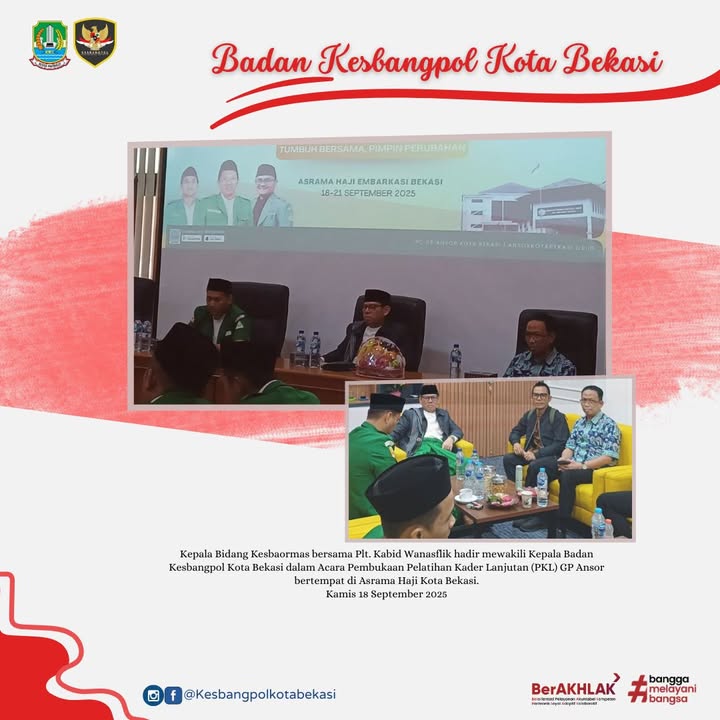 Badan Kesbangpol Kota Bekasi
TUMBUH BERSAMA, PIMPIN PERUBAHAN
ASRAMA HAJI EMBARKASI BEKASI
18-21 SEPTEMBER 2025
Kepala Bidang Kesbaormas bersama Plt. Kabid Wanasflik hadir mewakili Kepala Badan
Kesbangpol Kota Bekasi dalam Acara Pembukaan Pelatihan Kader Lanjutan (PKL) GP Ansor
bertempat di Asrama Haji Kota Bekasi.
Kamis 18 September 2025
@Kesbangpolkotabekasi
BerAKHLAK
#bangga
melayani
bangsa